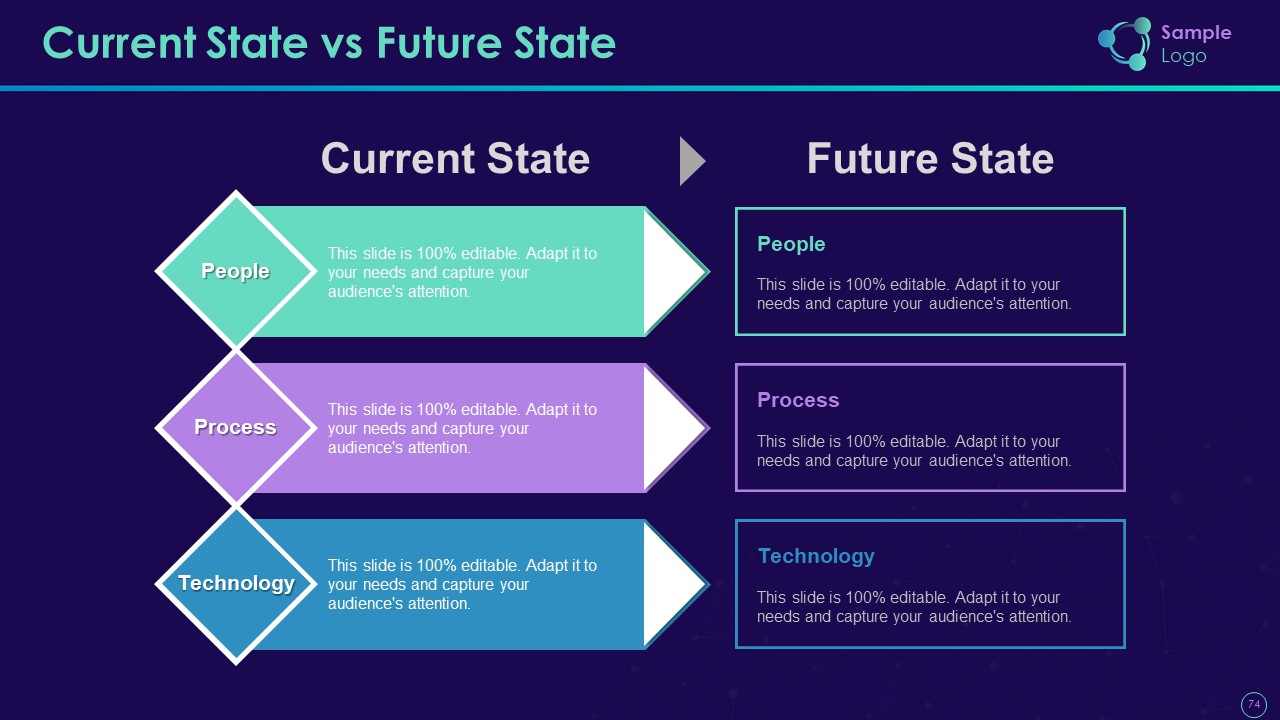 Current State vs Future State
Sample
Logo
Current State
Future State
People
This slide is 100% editable. Adapt it to
your needs and capture your
audience's attention.
People
This slide is 100% editable. Adapt it to your
needs and capture your audience's attention.
Process
This slide is 100% editable. Adapt it to
your needs and capture your
audience's attention.
Process
This slide is 100% editable. Adapt it to your
needs and capture your audience's attention.
Technology
This slide is 100% editable. Adapt it to
your needs and capture your
audience's attention.
Technology
This slide is 100% editable. Adapt it to your
needs and capture your audience's attention.
74